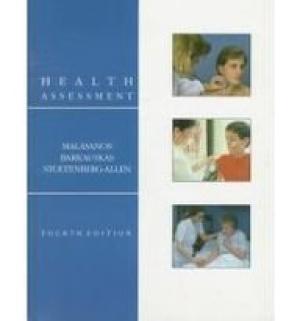 HEALTH
ASSESSMENT
MALASANOS
BARKAUSKAS
STOLTENBERG-ALLEN
FOURTH EDITION